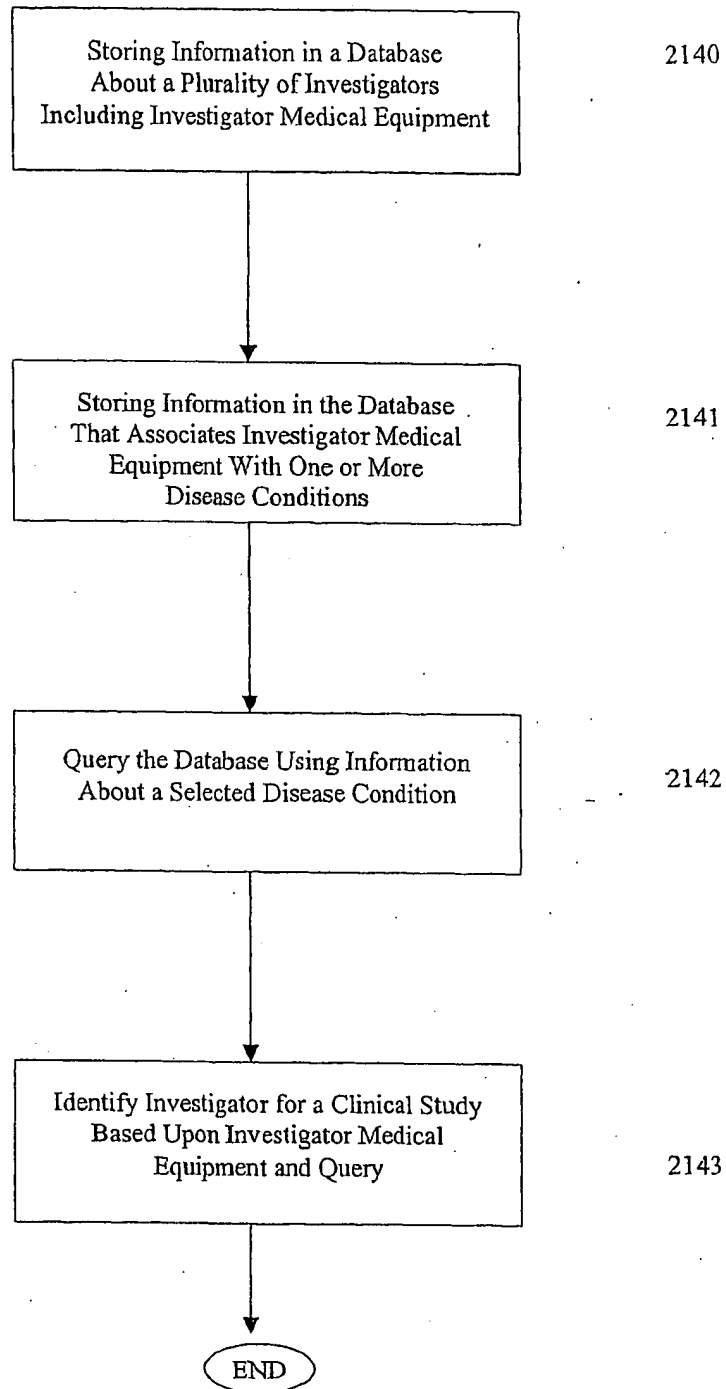 Storing Information in a Database
About a Plurality of Investigators
Including Investigator Medical Equipment
2140
Storing Information in the Database
That Associates Investigator Medical
Equipment With One or More
Disease Conditions
2141
Query the Database Using Information
About a Selected Disease Condition
2142
Identify Investigator for a Clinical Study
Based Upon Investigator Medical
Equipment and Query
2143
END